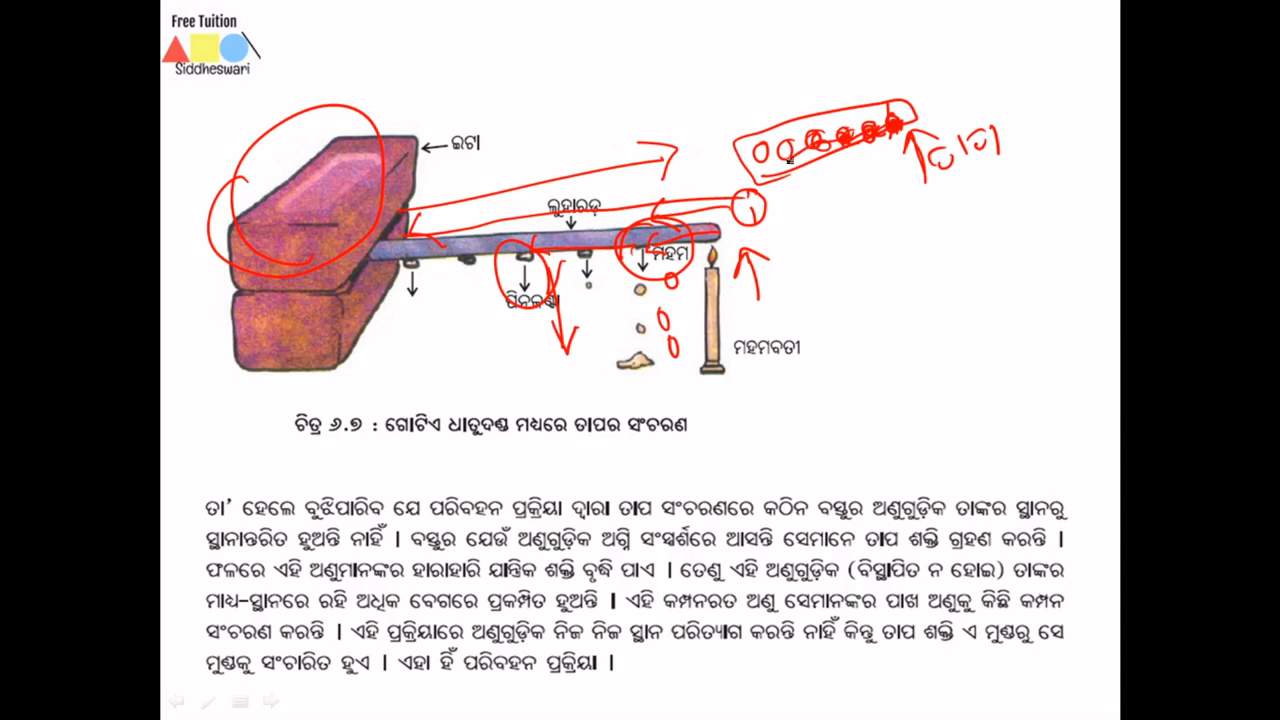 Free Tuition
Siddheswari
ଇଟା
ଲୁହାରଡ଼
ମହମ
ପିନକଣ୍ଟା
ମହମବତୀ
ଚିତ୍ର ୬.୭ : ଗୋଟିଏ ଧାତୁଦଣ୍ଡ ମଧ୍ୟରେ ତାପର ସଂଚରଣ
ତା’ ହେଲେ ବୁଝିପାରିବ ଯେ ପରିବହନ ପ୍ରକ୍ରିୟା ଦ୍ୱାରା ତାପ ସଂଚରଣରେ କଠିନ ବସ୍ତୁର ଅଣୁଗୁଡ଼ିକ ତାଙ୍କର ସ୍ଥାନରୁ
ସ୍ଥାନାନ୍ତରିତ ହୁଅନ୍ତି ନାହିଁ । ବସ୍ତୁର ଯେଉଁ ଅଣୁଗୁଡ଼ିକ ଅଗ୍ନି ସଂସ୍ପର୍ଶରେ ଆସନ୍ତି ସେମାନେ ତାପ ଶକ୍ତି ଗ୍ରହଣ କରନ୍ତି ।
ଫଳରେ ଏହି ଅଣୁମାନଙ୍କର ହାରାହାରି ଯାନ୍ତ୍ରିକ ଶକ୍ତି ବୃଦ୍ଧି ପାଏ । ତେଣୁ ଏହି ଅଣୁଗୁଡ଼ିକ (ବିସ୍ଥାପିତ ନ ହୋଇ) ତାଙ୍କର
ମାଧ୍ୟ-ସ୍ଥାନରେ ରହି ଅଧିକ ବେଗରେ ପ୍ରକମ୍ପିତ ହୁଅନ୍ତି । ଏହି କମ୍ପନରତ ଅଣୁ ସେମାନଙ୍କର ପାଖ ଅଣୁକୁ କିଛି କମ୍ପନ
ସଂଚରଣ କରନ୍ତି । ଏହି ପ୍ରକ୍ରିୟାରେ ଅଣୁଗୁଡ଼ିକ ନିଜ ନିଜ ସ୍ଥାନ ପରିତ୍ୟାଗ କରନ୍ତି ନାହିଁ କିନ୍ତୁ ତାପ ଶକ୍ତି ଏ ମୁଣ୍ଡରୁ ସେ
ମୁଣ୍ଡକୁ ସଂଚାରିତ ହୁଏ । ଏହା ହିଁ ପରିବହନ ପ୍ରକ୍ରିୟା ।